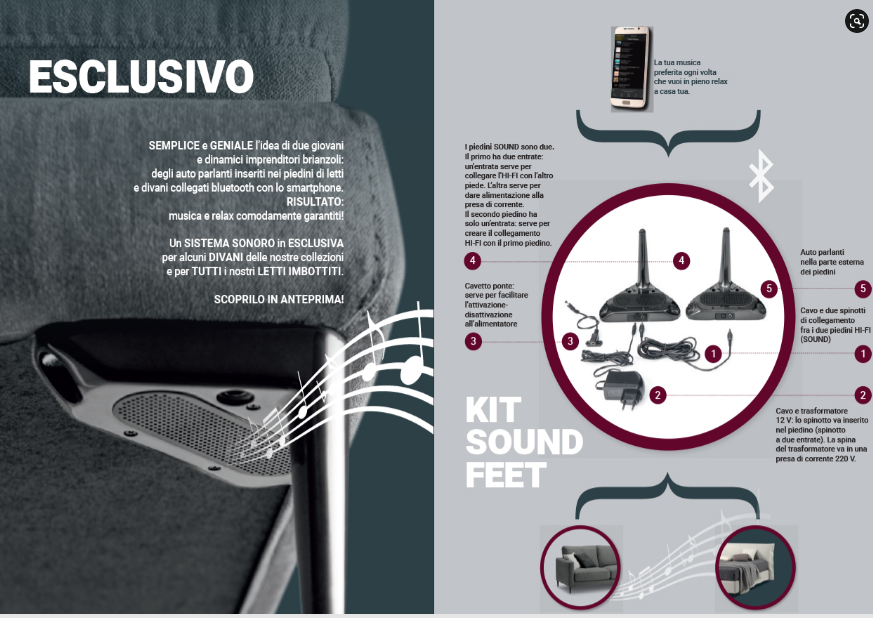 ESCLUSIVO
SEMPLICE e GENIALE l'idea di due giovani
e dinamici imprenditori brianzoli:
degli auto parlanti inseriti nei piedini di letti
e divani collegati bluetooth con lo smartphone.
RISULTATO:
musica e relax comodamente garantiti!
Un SISTEMA SONORO in ESCLUSIVA
per alcuni DIVANI delle nostre collezioni
e per TUTTI i nostri LETTI IMBOTTITI.
SCOPRILO IN ANTEPRIMA!
La tua musica
preferita ogni volta
che vuoi in pieno relax
a casa tua.
I piedini SOUND sono due.
Il primo ha due entrate:
un'entrata serve per
collegare l'HI-FI con l'altro
piede. L'altra serve per
dare alimentazione alla
presa di corrente.
Il secondo piedino ha
solo un'entrata: serve per
creare il collegamento
HI-FI con il primo piedino.
4
4
Cavetto ponte:
serve per facilitare
l'attivazione-
disattivazione
all'alimentatore
3
3
Auto parlanti
nella parte esterna
dei piedini
5
5
Cavo e due spinotti
di collegamento
fra i due piedini HI-FI
(SOUND)
1
1
2
2
Cavo e trasformatore
12 V: lo spinotto va inserito
nel piedino (spinotto
a due entrate). La spina
del trasformatore va in una
presa di corrente 220 V.
KIT
SOUND
FEET